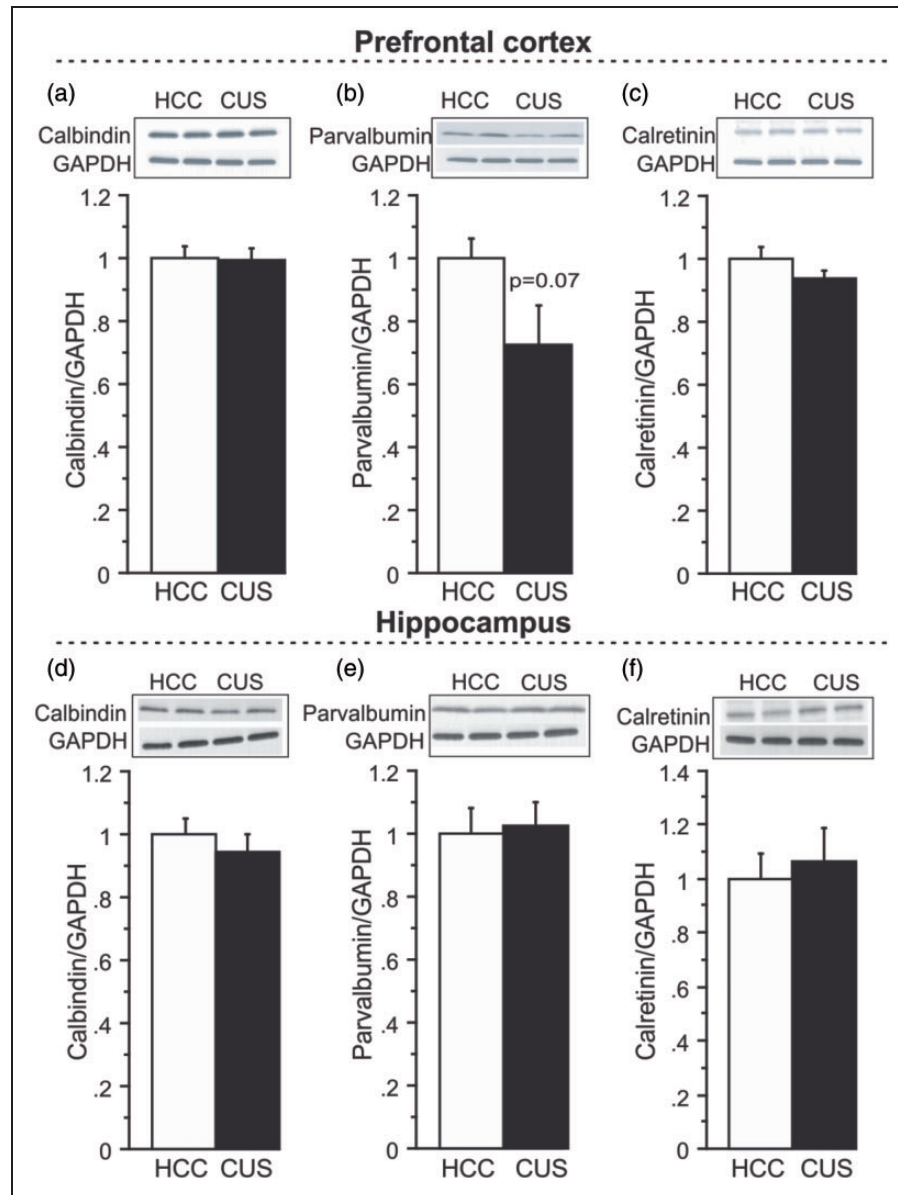 Prefrontal cortex
(a)
HCC CUS
Calbindin
GAPDH
1.2
1
.8
.6
.4
.2
0
Calbindin/GAPDH
HCC CUS
(b)
HCC CUS
Parvalbumin
GAPDH
1.2
1
.8
.6
.4
.2
0
Parvalbumin/GAPDH
p=0.07
HCC CUS
(c)
HCC CUS
Calretinin
GAPDH
1.2
1
.8
.6
.4
.2
0
Calretinin/GAPDH
HCC CUS
Hippocampus
(d)
HCC CUS
Calbindin
GAPDH
1.2
1
.8
.6
.4
.2
0
Calbindin/GAPDH
HCC CUS
(e)
HCC CUS
Parvalbumin
GAPDH
1.2
1
.8
.6
.4
.2
0
Parvalbumin/GAPDH
HCC CUS
(f)
HCC CUS
Calretinin
GAPDH
1.4
1.2
1
.8
.6
.4
.2
0
Calretinin/GAPDH
HCC CUS